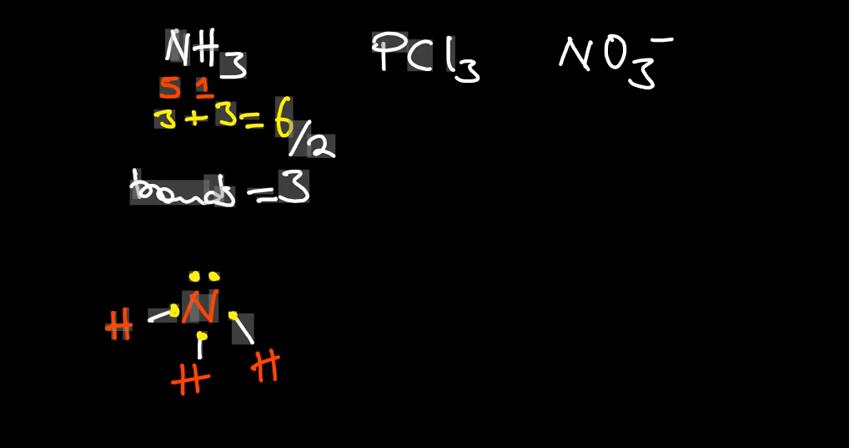 NH₃ PCl₃ NO₃⁻
5 1
3 + 3 = 6/2
bonds = 3
N
H
H H